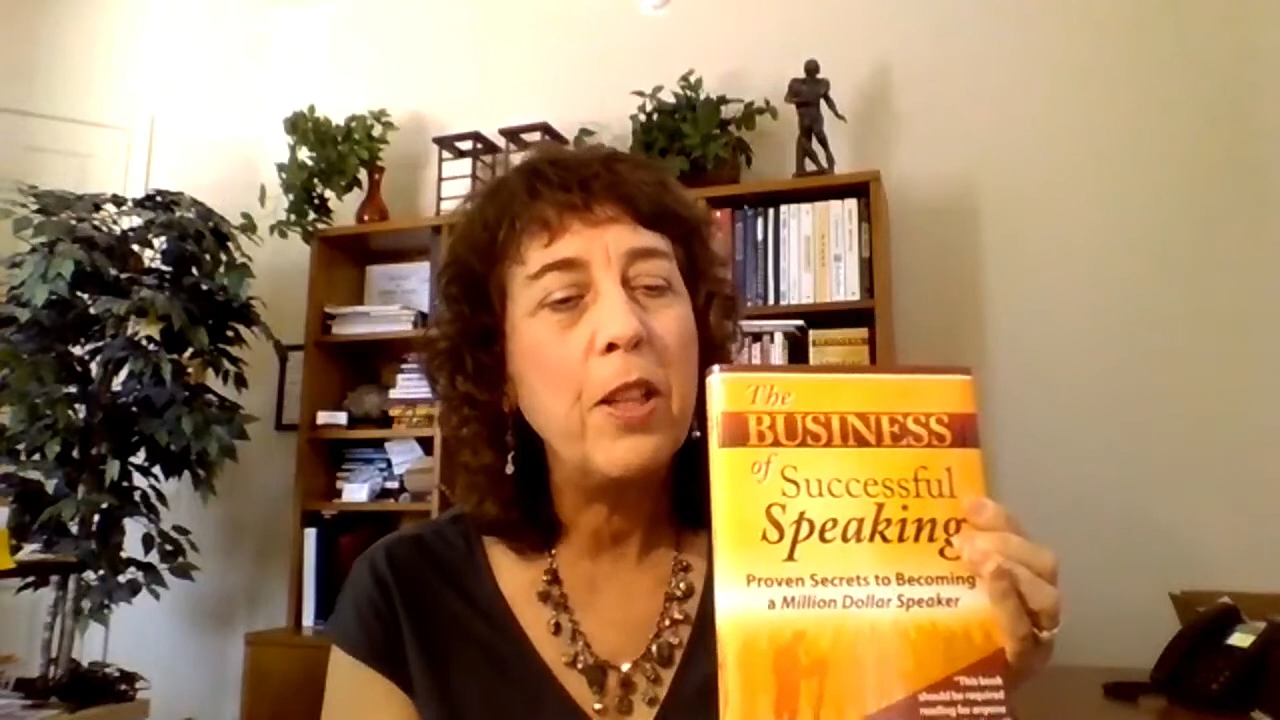 The
BUSINESS
of Successful
Speaking
Proven Secrets to Becoming
a Million Dollar Speaker
"This book
should be required
reading for anyone
BUSINESS